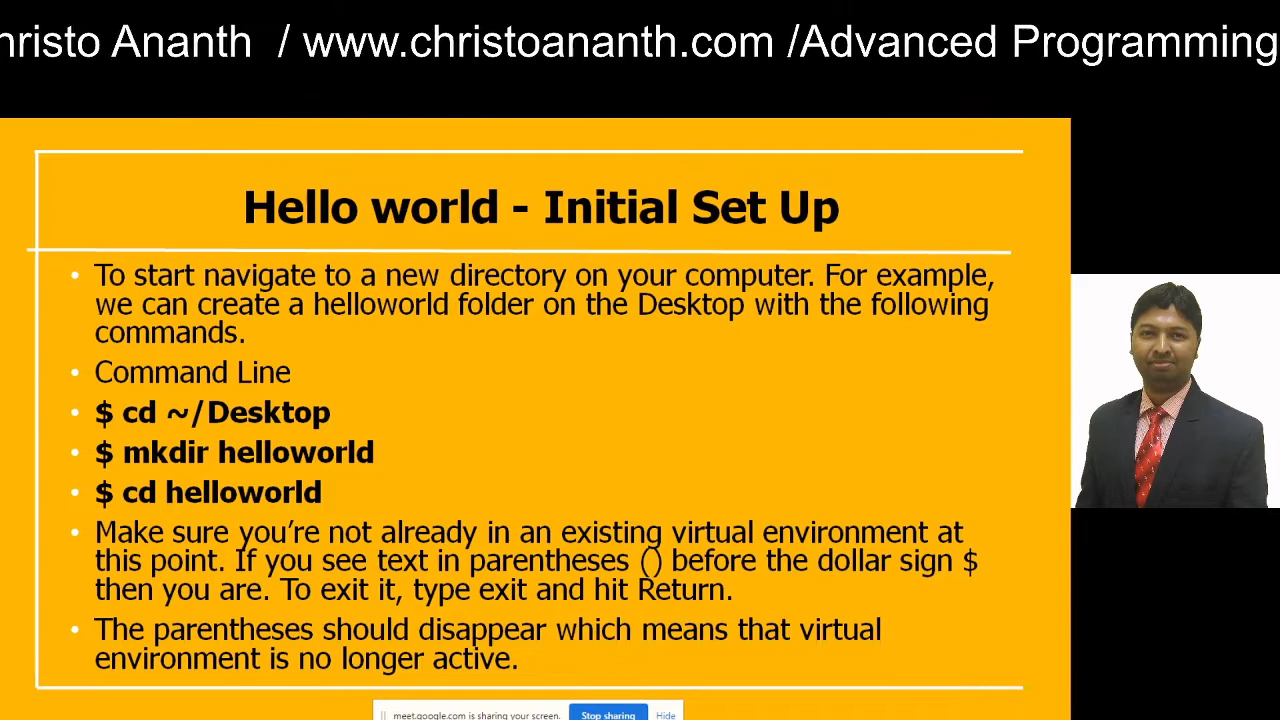 hristo Ananth / www.christoananth.com /Advanced Programming
Hello world - Initial Set Up
• To start navigate to a new directory on your computer. For example,
we can create a helloworld folder on the Desktop with the following
commands.
• Command Line
• $ cd ~/Desktop
• $ mkdir helloworld
• $ cd helloworld
• Make sure you’re not already in an existing virtual environment at
this point. If you see text in parentheses () before the dollar sign $
then you are. To exit it, type exit and hit Return.
• The parentheses should disappear which means that virtual
environment is no longer active.
meet.google.com is sharing your screen. Stop sharing Hide